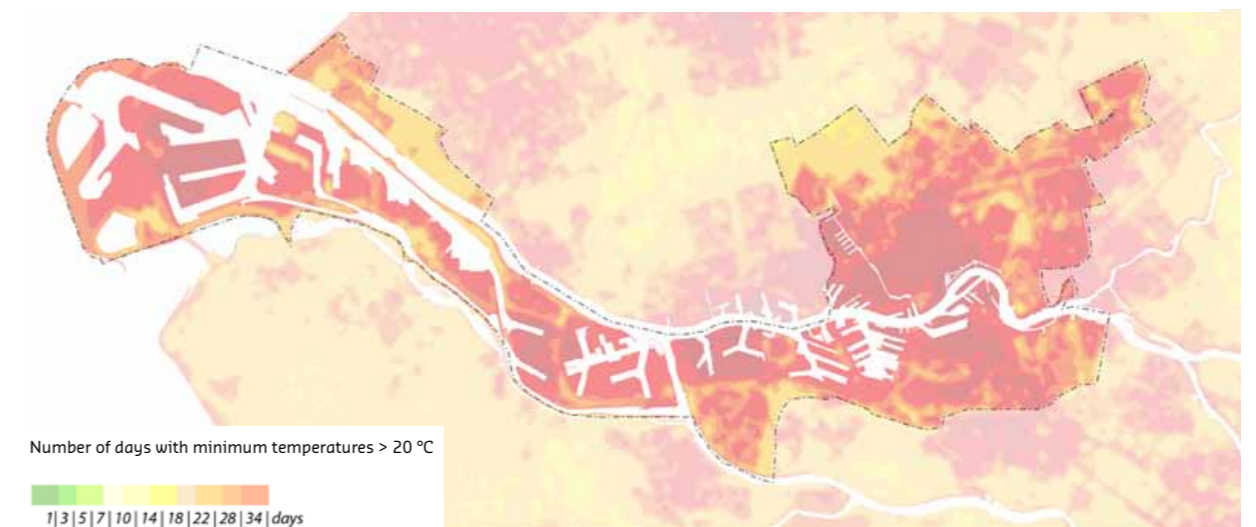 Number of days with minimum temperatures > 20 °C
1|3|5|7|10|14|18|22|28|34|days